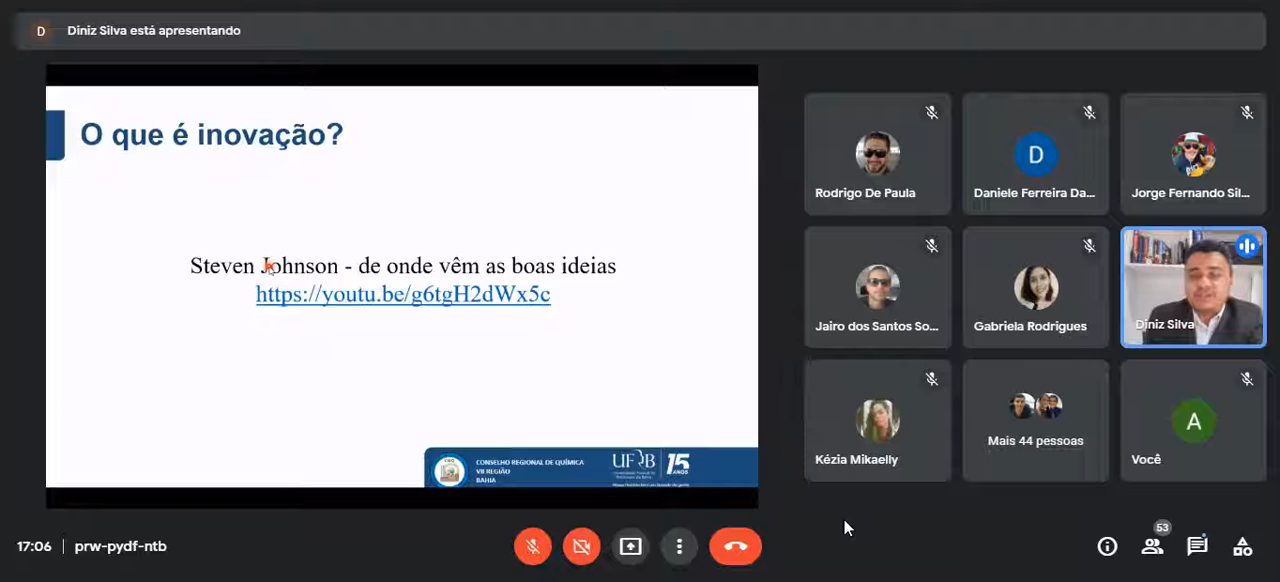 D
Diniz Silva está apresentando
O que é inovação?
Steven Johnson - de onde vêm as boas ideias
https://youtu.be/g6tgH2dWx5c
CONSELHO REGIONAL DE QUÍMICA
VII REGIÃO
BAHIA
UFRB
15
ANOS
Rodrigo De Paula
D
Daniele Ferreira Da...
Jorge Fernando Sil...
Jairo dos Santos So...
Gabriela Rodrigues
Diniz Silva
Kézia Mikaelly
Mais 44 pessoas
A
Você
17:06
prw-pydf-ntb
53